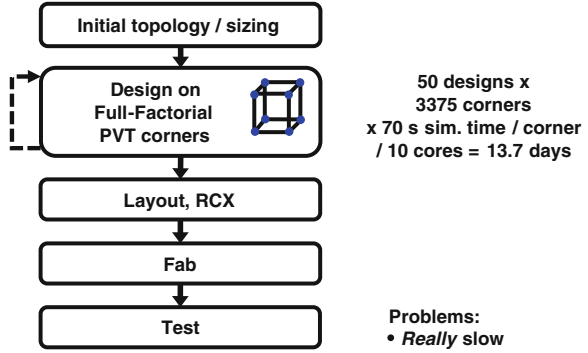 Initial topology / sizing
Design on
Full-Factorial
PVT corners
50 designs x
3375 corners
x 70 s sim. time / corner
/ 10 cores = 13.7 days
Layout, RCX
Fab
Test
Problems:
• Really slow